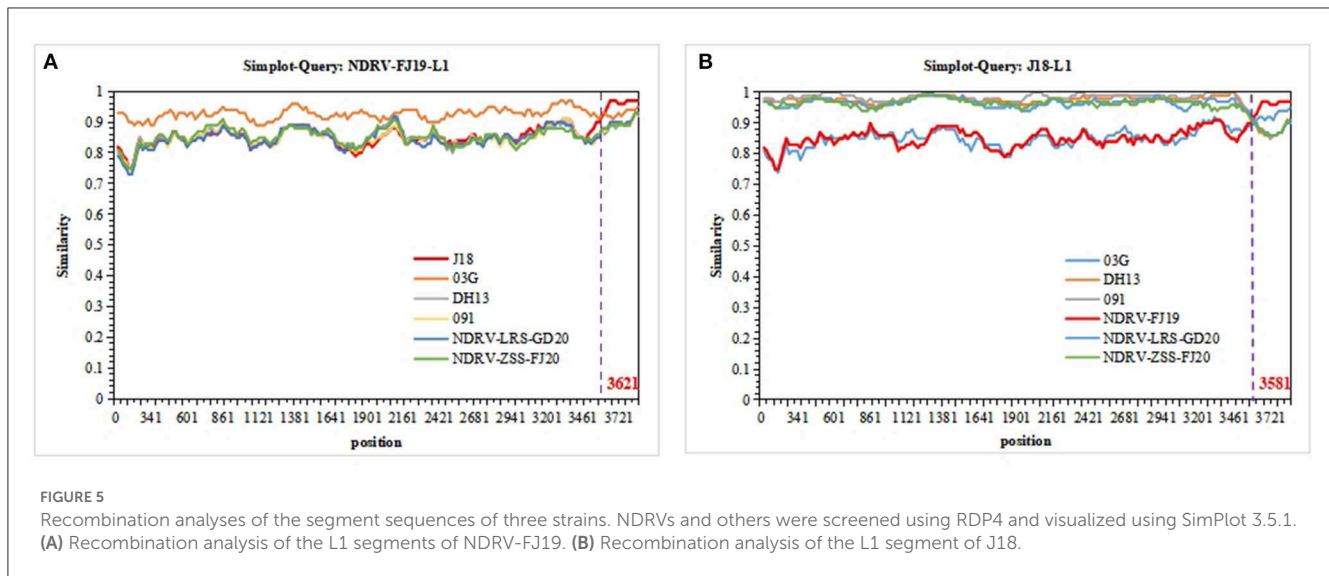 A
Simplot-Query: NDRV-FJ19-L1
Similarity
1
0.9
0.8
0.7
0.6
0.5
0.4
0.3
0.2
0.1
0
J18
03G
DH13
091
NDRV-LRS-GD20
NDRV-ZSS-FJ20
3621
0 341 601 861 1121 1381 1641 1901 2161 2421 2681 2941 3201 3461 3721
position
B
Simplot-Query: J18-L1
Similarity
1
0.9
0.8
0.7
0.6
0.5
0.4
0.3
0.2
0.1
0
03G
DH13
091
NDRV-FJ19
NDRV-LRS-GD20
NDRV-ZSS-FJ20
3581
0 341 601 861 1121 1381 1641 1901 2161 2421 2681 2941 3201 3461 3721
position
FIGURE 5
Recombination analyses of the segment sequences of three strains. NDRVs and others were screened using RDP4 and visualized using SimPlot 3.5.1.
(A) Recombination analysis of the L1 segments of NDRV-FJ19. (B) Recombination analysis of the L1 segment of J18.